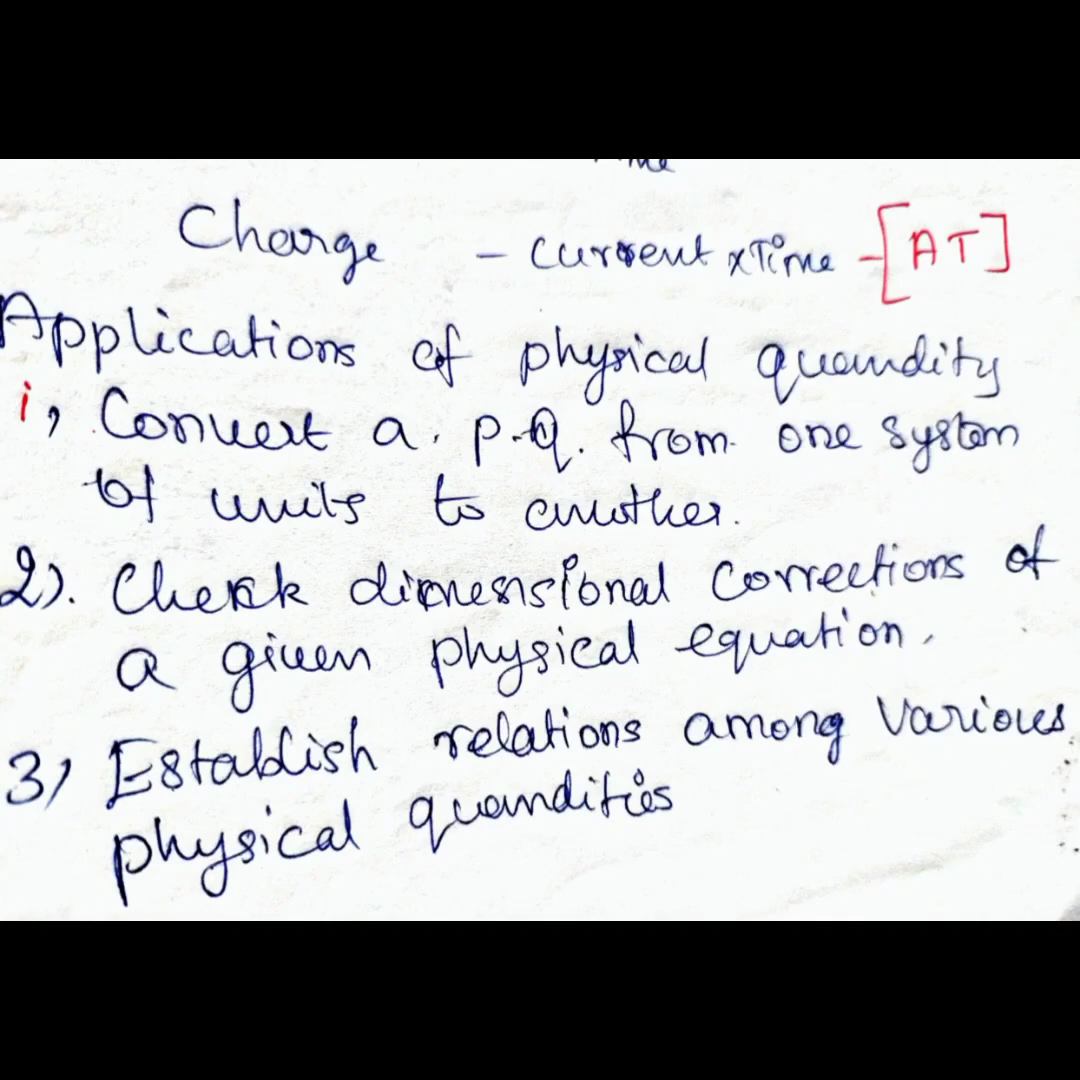 Charge - Current x Time - [AT]
Applications of physical quandity
i, Convert a. p.q. from one system
of units to another.
2). Cherk dimensional Corrections of
a given physical equation.
3) Establish relations among Various
physical quandities